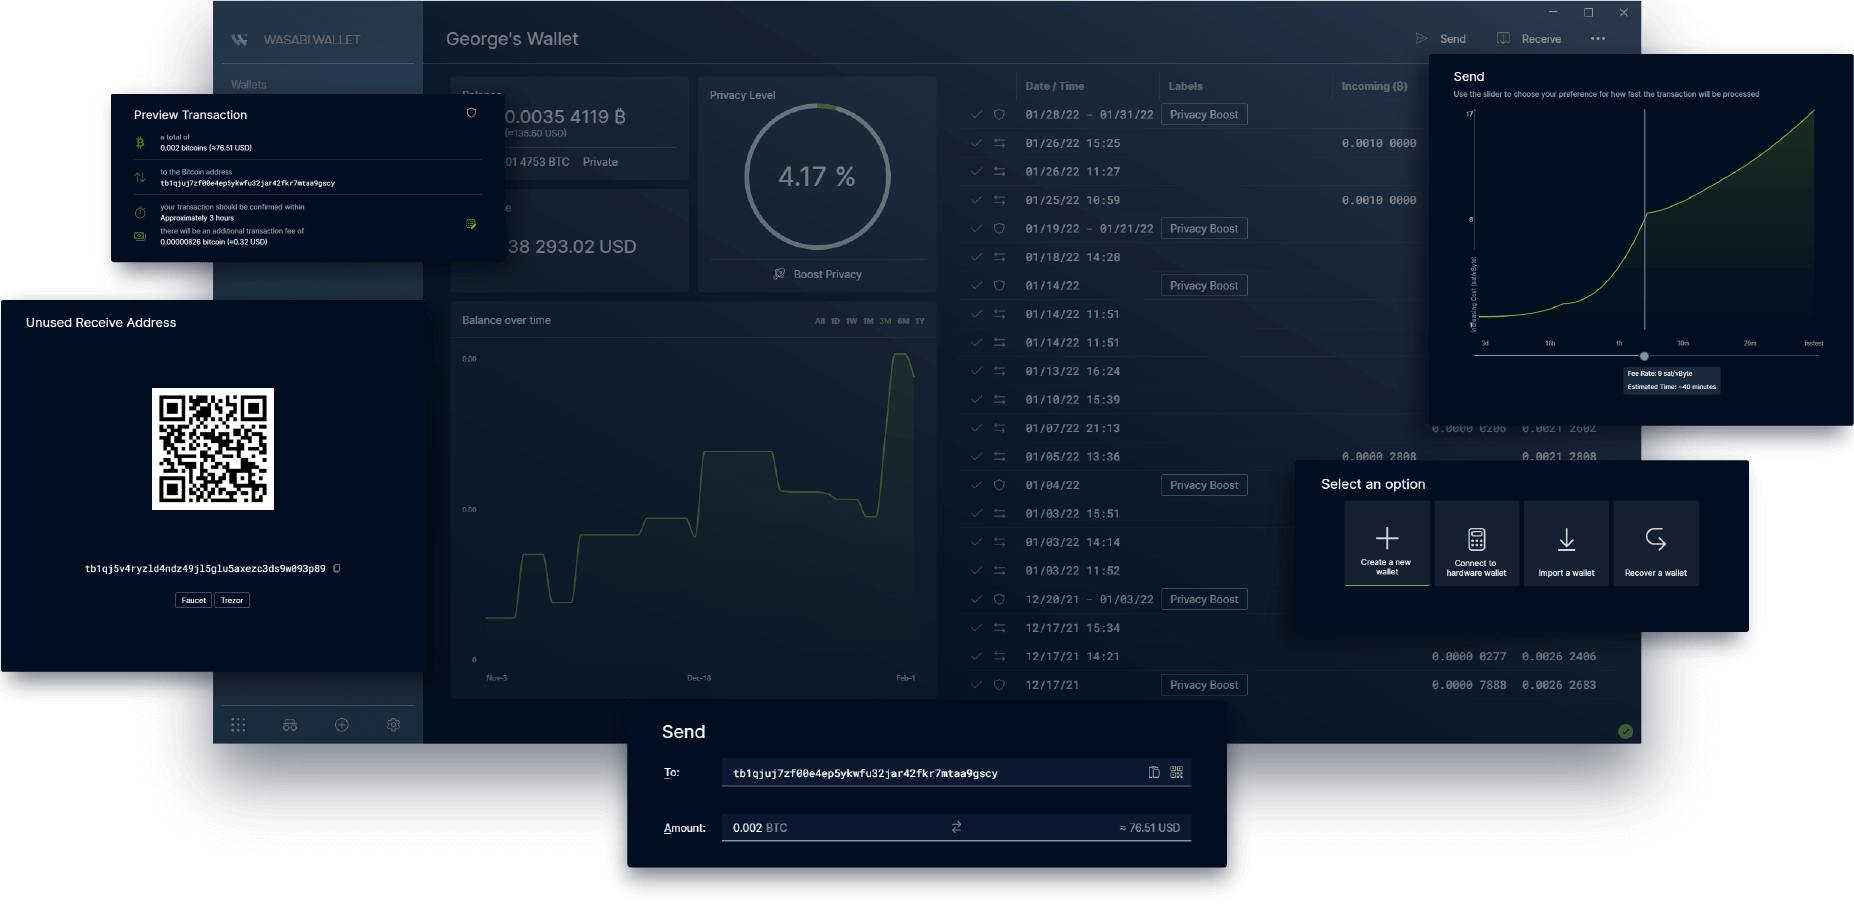 WASABI.WALLET
George's Wallet
Send
Receive
Wallets
Preview Transaction
a total of
0.002 bitcoins (≈76.51 USD)
to the Bitcoin address
tb1qjuj7zf00e4ep5ykwfu32jar42fkr7mtaa9gscy
your transaction should be confirmed within
Approximately 3 hours
there will be an additional transaction fee of
0.00000826 bitcoin (≈0.32 USD)
0.0035 4119 ฿
(≈135.60 USD)
01 4753 BTC Private
38 293.02 USD
Privacy Level
4.17 %
Boost Privacy
Balance over time
All 1D 1W 1M 3M 6M 1Y
0.00
0.00
0
Nov-3 Dec-18 Feb-1
Date / Time Labels Incoming (₿)
01/28/22 - 01/31/22 Privacy Boost
01/26/22 15:25 0.0010 0000
01/26/22 11:27
01/25/22 10:59 0.0010 0000
01/19/22 - 01/21/22 Privacy Boost
01/18/22 14:28
01/14/22 Privacy Boost
01/14/22 11:51
01/14/22 11:51
01/13/22 16:24
01/10/22 15:39
01/07/22 21:13 0.0000 0206 0.0021 2602
01/05/22 13:36 0.0000 2808 0.0021 2808
01/04/22 Privacy Boost
01/03/22 15:51
01/03/22 14:14
01/03/22 11:52
12/20/21 - 01/03/22 Privacy Boost
12/17/21 15:34
12/17/21 14:21 0.0000 0277 0.0026 2406
12/17/21 Privacy Boost 0.0000 7888 0.0026 2683
Unused Receive Address
tb1qj5v4ryzld4ndz49jl5glu5axezc3ds9w093p89
Faucet Trezor
Send
Use the slider to choose your preference for how fast the transaction will be processed
17
8
1
Increasing Cost (sat/vByte)
3d 16h 1h 30m 20m fastest
Fee Rate: 9 sat/vByte
Estimated Time: ~40 minutes
Select an option
Create a new
wallet
Connect to
hardware wallet
Import a wallet
Recover a wallet
Send
To:
tb1qjuj7zf00e4ep5ykwfu32jar42fkr7mtaa9gscy
Amount:
0.002 BTC ≈ 76.51 USD